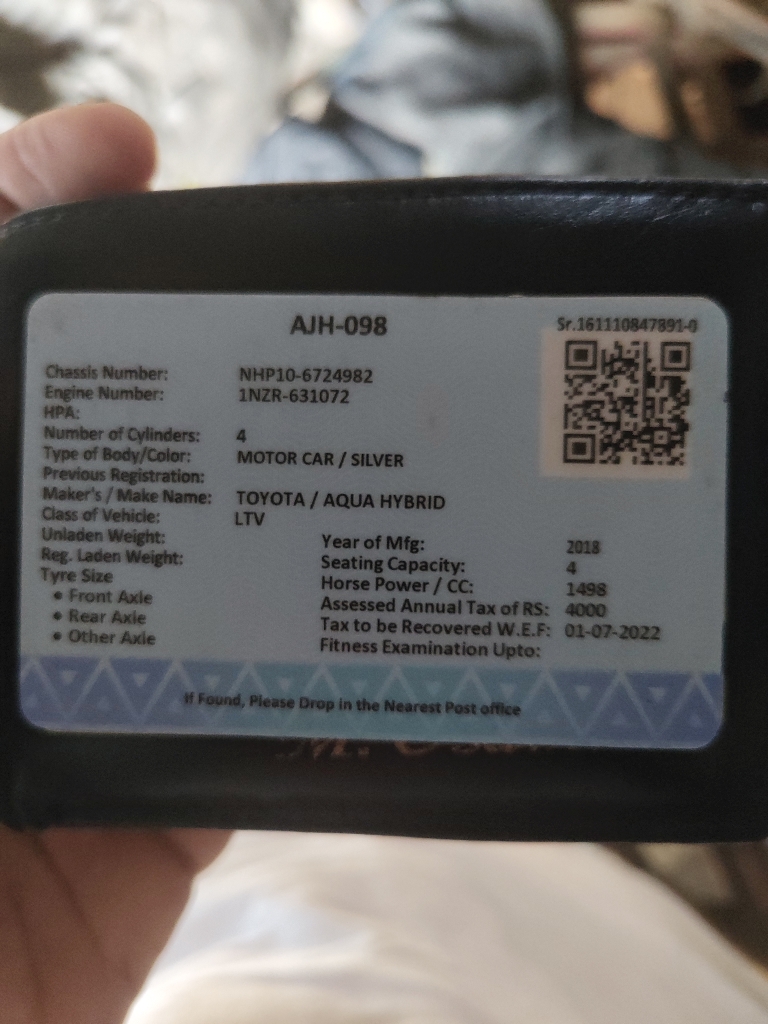 AJH-098
Sr.161110847891-0
Chassis Number: NHP10-6724982
Engine Number: 1NZR-631072
HPA:
Number of Cylinders: 4
Type of Body/Color: MOTOR CAR / SILVER
Previous Registration:
Maker's / Make Name: TOYOTA / AQUA HYBRID
Class of Vehicle: LTV
Unladen Weight:
Reg. Laden Weight:
Tyre Size
• Front Axle
• Rear Axle
• Other Axle
Year of Mfg: 2018
Seating Capacity: 4
Horse Power / CC: 1498
Assessed Annual Tax of RS: 4000
Tax to be Recovered W.E.F: 01-07-2022
Fitness Examination Upto:
If Found, Please Drop in the Nearest Post office
M.